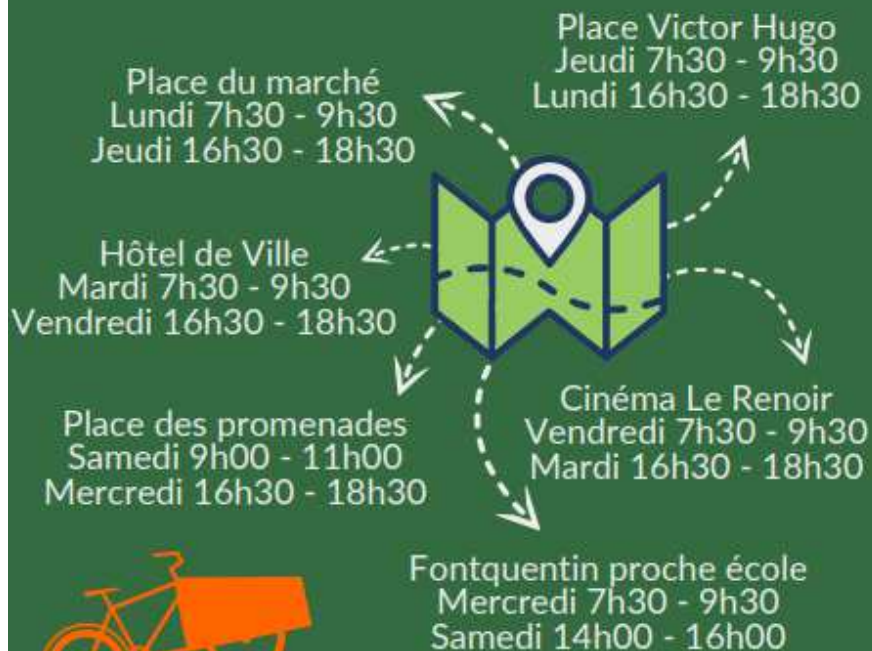 Place Victor Hugo
Jeudi 7h30 - 9h30
Lundi 16h30 - 18h30
Place du marché
Lundi 7h30 - 9h30
Jeudi 16h30 - 18h30
Hôtel de Ville
Mardi 7h30 - 9h30
Vendredi 16h30 - 18h30
Cinéma Le Renoir
Vendredi 7h30 - 9h30
Mardi 16h30 - 18h30
Place des promenades
Samedi 9h00 - 11h00
Mercredi 16h30 - 18h30
Fontquentin proche école
Mercredi 7h30 - 9h30
Samedi 14h00 - 16h00